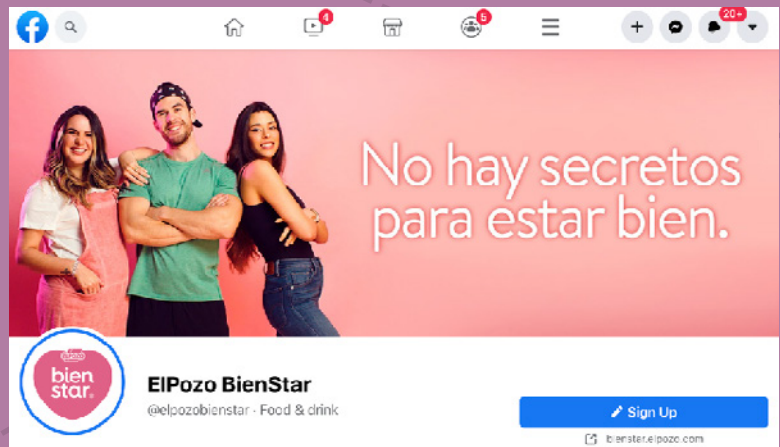 4
5
20+
No hay secretos
para estar bien.
ELPOZO
bien
star.
ElPozo BienStar
@elpozobienstar · Food & drink
Sign Up
bienstar.elpozo.com